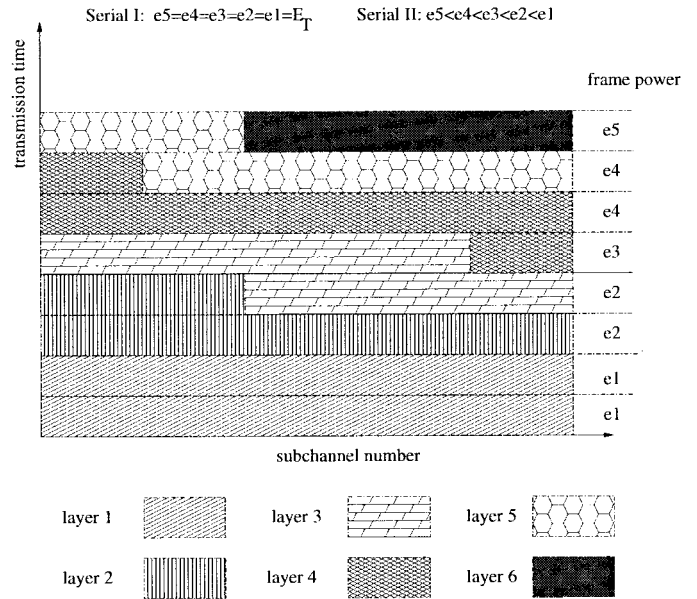 Serial I: e5=e4=e3=e2=e1=E_T Serial II: e5<e4<e3<e2<e1
transmission time
frame power
e5
e4
e4
e3
e2
e2
e1
e1
subchannel number
layer 1 layer 3 layer 5
layer 2 layer 4 layer 6